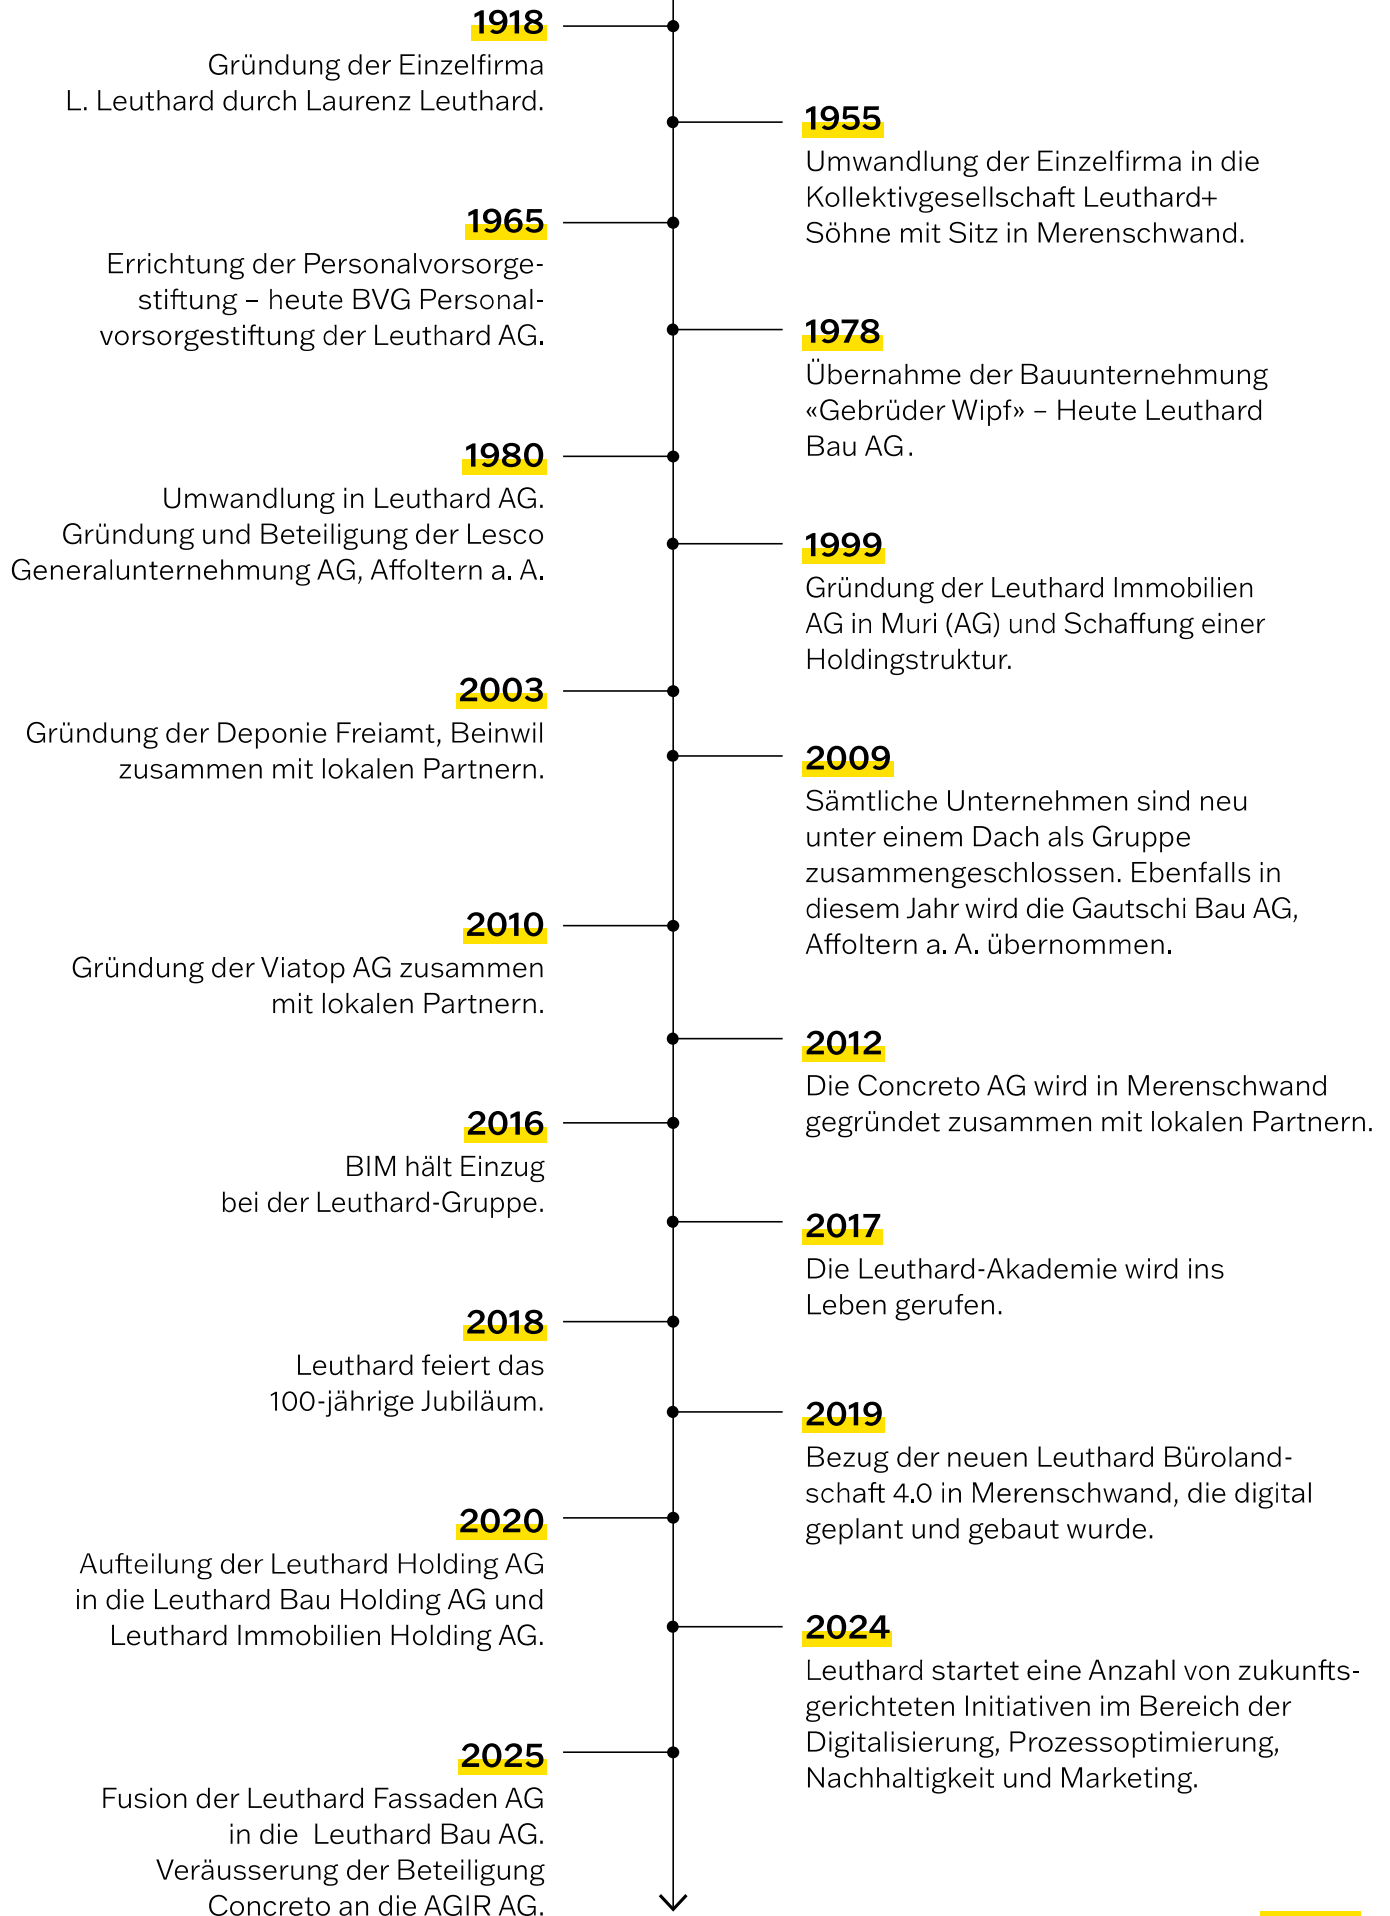 1918
Gründung der Einzelfirma
L. Leuthard durch Laurenz Leuthard.
1955
Umwandlung der Einzelfirma in die
Kollektivgesellschaft Leuthard+
Söhne mit Sitz in Merenschwand.
1965
Errichtung der Personalvorsorge-
stiftung – heute BVG Personal-
vorsorgestiftung der Leuthard AG.
1978
Übernahme der Bauunternehmung
«Gebrüder Wipf» – Heute Leuthard
Bau AG.
1980
Umwandlung in Leuthard AG.
Gründung und Beteiligung der Lesco
Generalunternehmung AG, Affoltern a. A.
1999
Gründung der Leuthard Immobilien
AG in Muri (AG) und Schaffung einer
Holdingstruktur.
2003
Gründung der Deponie Freiamt, Beinwil
zusammen mit lokalen Partnern.
2009
Sämtliche Unternehmen sind neu
unter einem Dach als Gruppe
zusammengeschlossen. Ebenfalls in
diesem Jahr wird die Gautschi Bau AG,
Affoltern a. A. übernommen.
2010
Gründung der Viatop AG zusammen
mit lokalen Partnern.
2012
Die Concreto AG wird in Merenschwand
gegründet zusammen mit lokalen Partnern.
2016
BIM hält Einzug
bei der Leuthard-Gruppe.
2017
Die Leuthard-Akademie wird ins
Leben gerufen.
2018
Leuthard feiert das
100-jährige Jubiläum.
2019
Bezug der neuen Leuthard Büroland-
schaft 4.0 in Merenschwand, die digital
geplant und gebaut wurde.
2020
Aufteilung der Leuthard Holding AG
in die Leuthard Bau Holding AG und
Leuthard Immobilien Holding AG.
2024
Leuthard startet eine Anzahl von zukunfts-
gerichteten Initiativen im Bereich der
Digitalisierung, Prozessoptimierung,
Nachhaltigkeit und Marketing.
2025
Fusion der Leuthard Fassaden AG
in die Leuthard Bau AG.
Veräusserung der Beteiligung
Concreto an die AGIR AG.